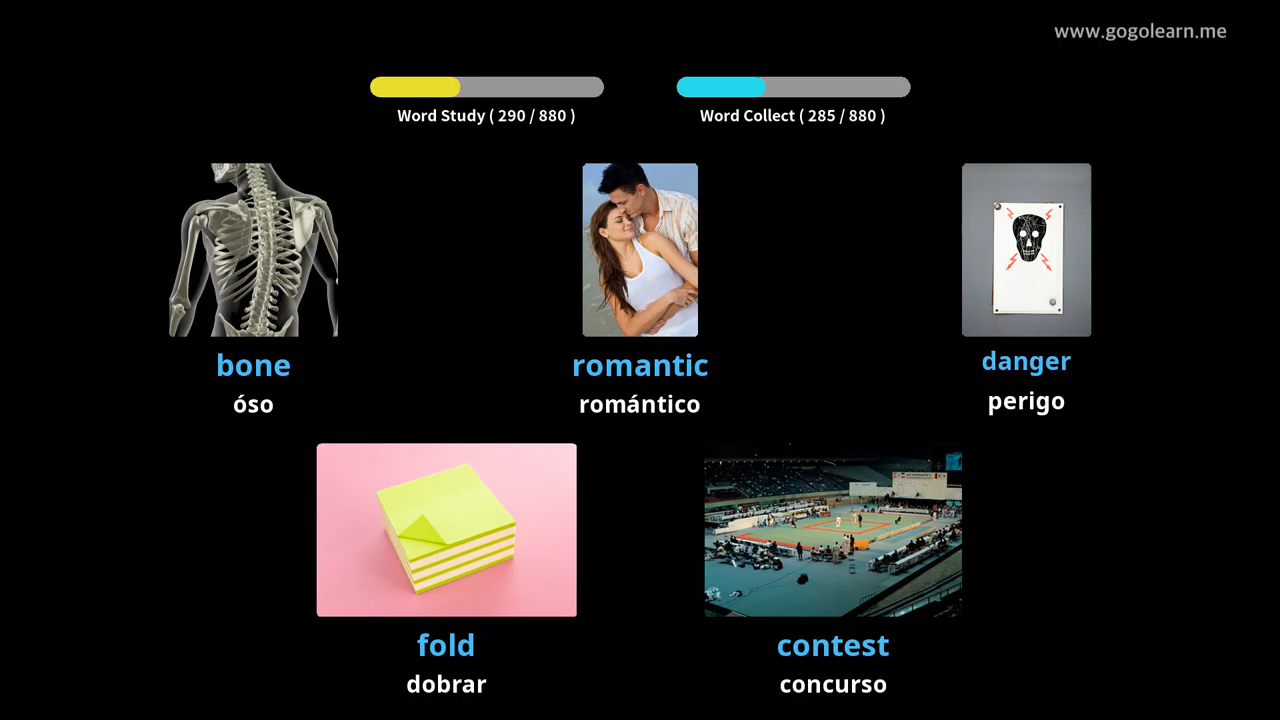 www.gogolearn.me
Word Study ( 290 / 880 )
Word Collect ( 285 / 880 )
bone
óso
romantic
romántico
danger
perigo
fold
dobrar
contest
concurso